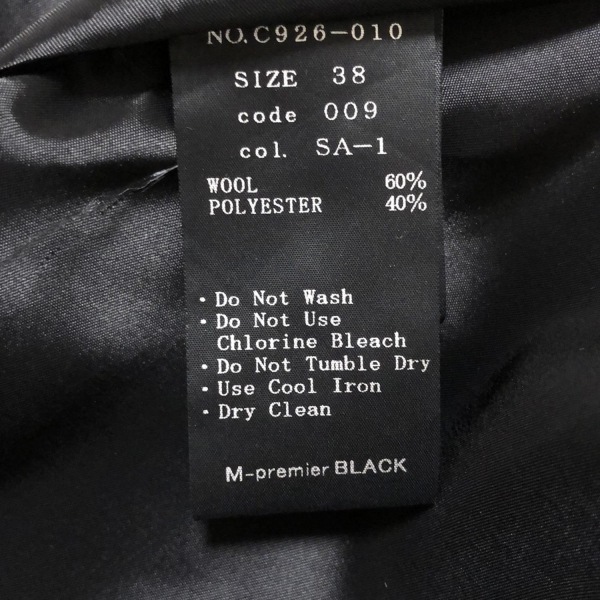 NO.C926-010
SIZE 38
code 009
col. SA-1
WOOL 60%
POLYESTER 40%
・Do Not Wash
・Do Not Use
Chlorine Bleach
・Do Not Tumble Dry
・Use Cool Iron
・Dry Clean
M-premier BLACK